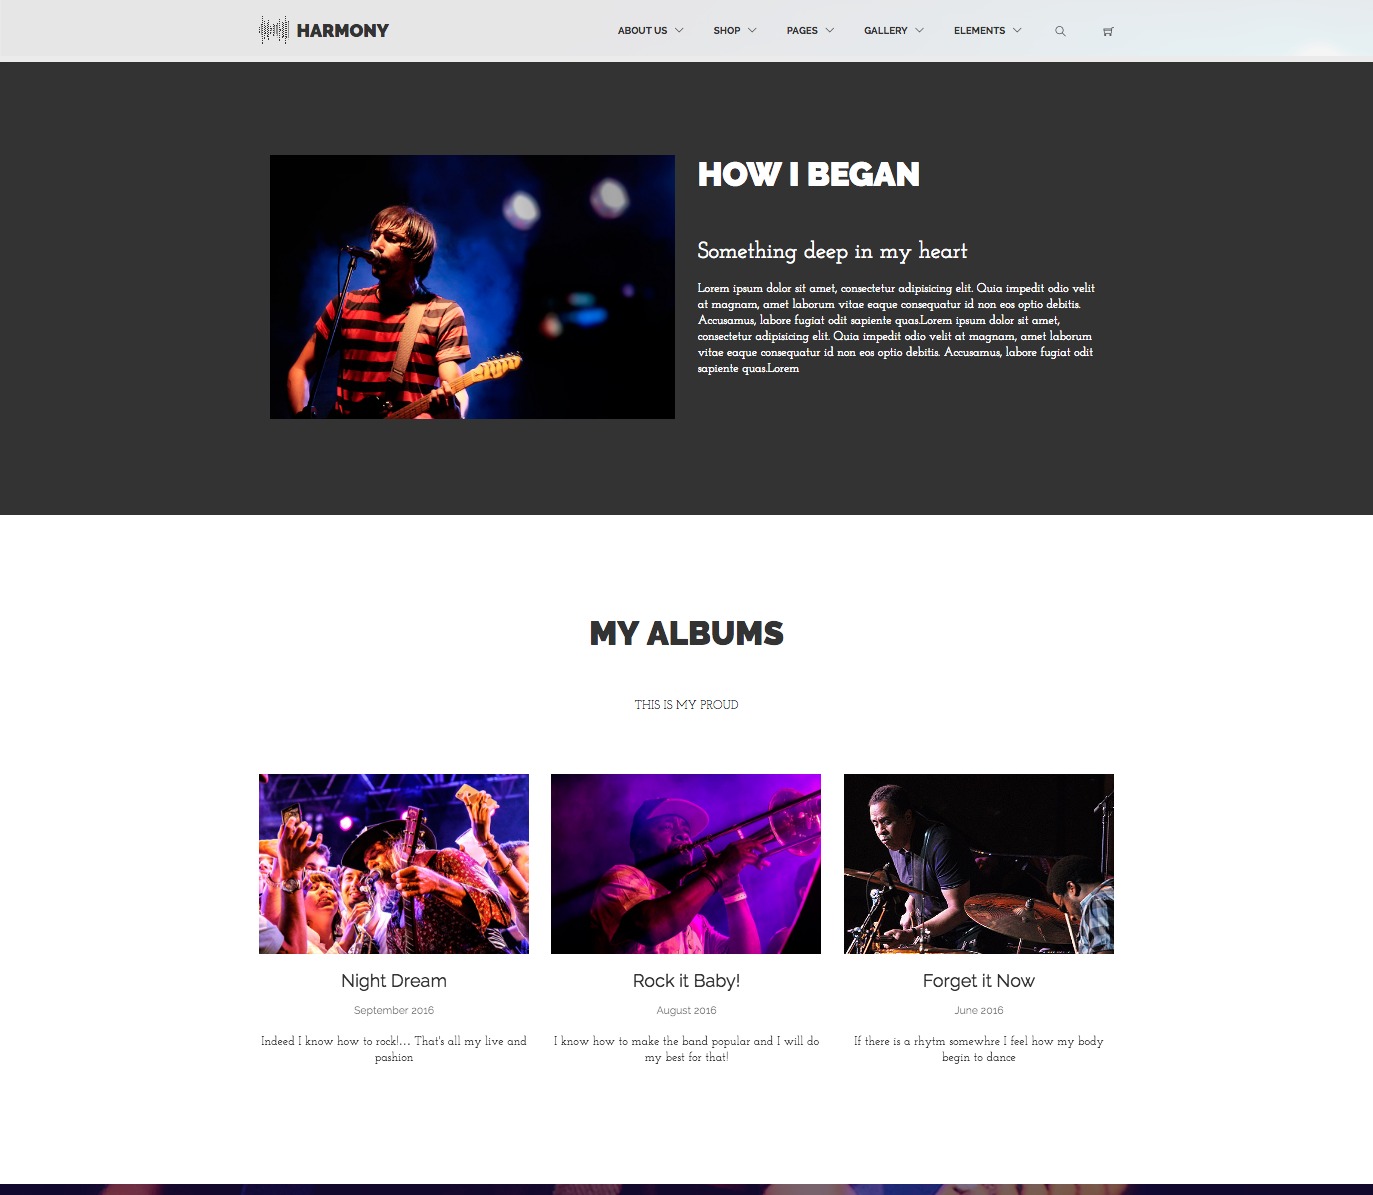 HARMONY
ABOUT US
SHOP
PAGES
GALLERY
ELEMENTS
HOW I BEGAN
Something deep in my heart
Lorem ipsum dolor sit amet, consectetur adipisicing elit. Quia impedit odio velit
at magnam, amet laborum vitae eaque consequatur id non eos optio debitis.
Accusamus, labore fugiat odit sapiente quas.Lorem ipsum dolor sit amet,
consectetur adipisicing elit. Quia impedit odio velit at magnam, amet laborum
vitae eaque consequatur id non eos optio debitis. Accusamus, labore fugiat odit
sapiente quas.Lorem
MY ALBUMS
THIS IS MY PROUD
Night Dream
September 2016
Indeed I know how to rock!... That's all my live and
pashion
Rock it Baby!
August 2016
I know how to make the band popular and I will do
my best for that!
Forget it Now
June 2016
If there is a rhytm somewhre I feel how my body
begin to dance